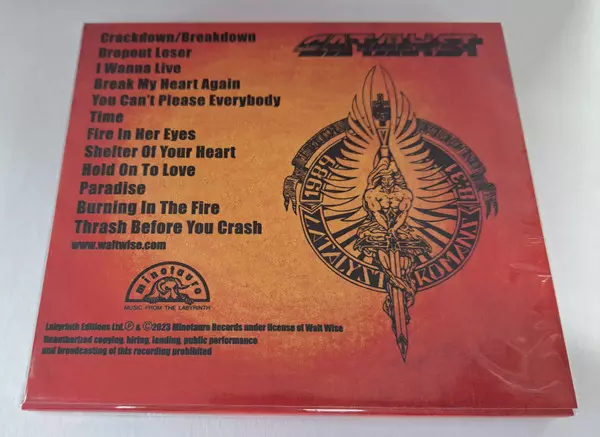 Crackdown/Breakdown
Dropout Loser
I Wanna Live
Break My Heart Again
You Can't Please Everybody
Time
Fire In Her Eyes
Shelter Of Your Heart
Hold On To Love
Paradise
Burning In The Fire
Thrash Before You Crash
www.waltwise.com
minotauro
MUSIC FROM THE LABYRINTH
Labyrinth Editions Ltd. Ⓟ & ©2023 Minotauro Records under license of Walt Wise
Unauthorized copying, hiring, lending, public performance
and broadcasting of this recording prohibited
CATALYST
1989